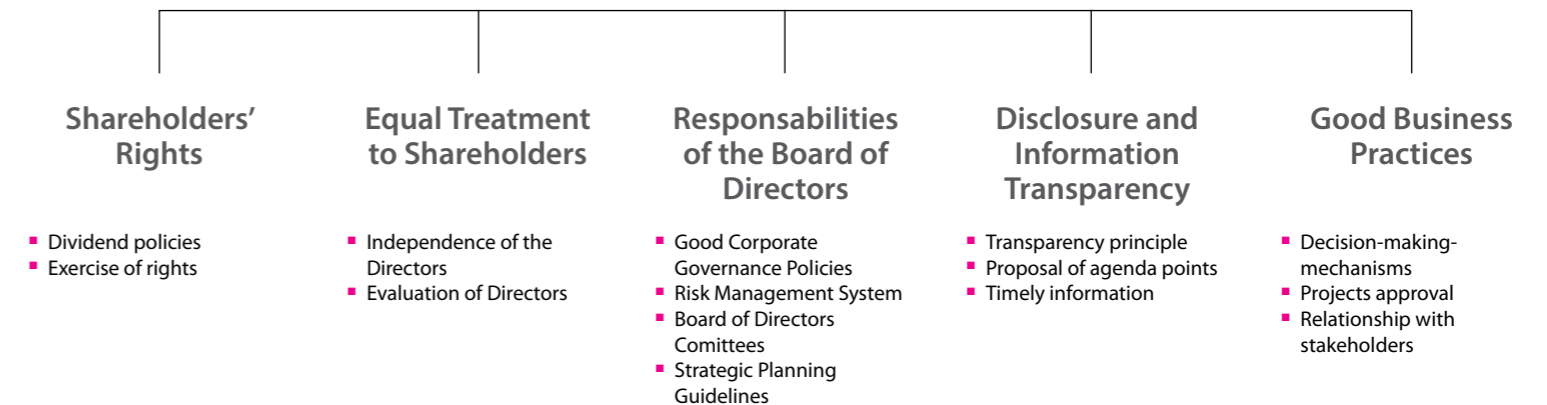 Shareholders’
Rights
▪ Dividend policies
▪ Exercise of rights
Equal Treatment
to Shareholders
▪ Independence of the
Directors
▪ Evaluation of Directors
Responsabilities
of the Board of
Directors
▪ Good Corporate
Governance Policies
▪ Risk Management System
▪ Board of Directors
Comittees
▪ Strategic Planning
Guidelines
Disclosure and
Information
Transparency
▪ Transparency principle
▪ Proposal of agenda points
▪ Timely information
Good Business
Practices
▪ Decision-making-
mechanisms
▪ Projects approval
▪ Relationship with
stakeholders